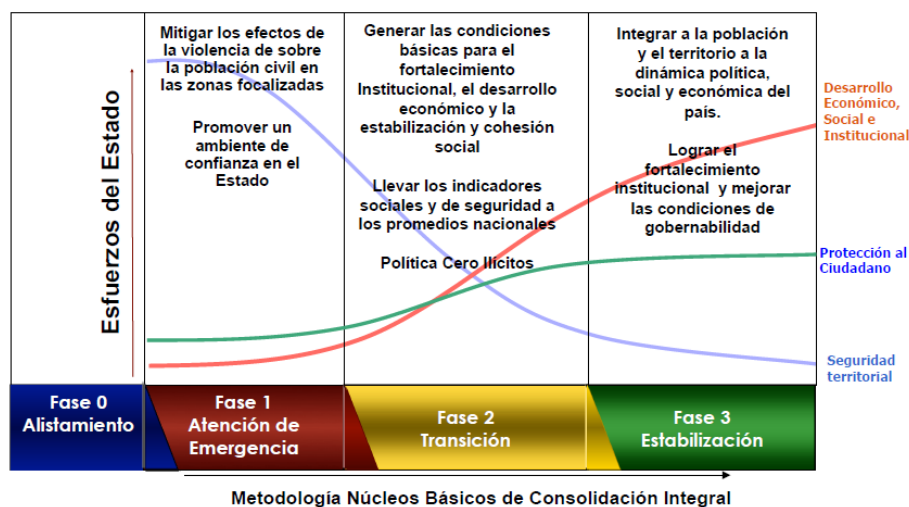 Mitigar los efectos de
la violencia de sobre
la población civil en
las zonas focalizadas
Promover un
ambiente de
confianza en el
Estado
Generar las condiciones
básicas para el
fortalecimiento
Institucional, el desarrollo
económico y la
estabilización y cohesión
social
Llevar los indicadores
sociales y de seguridad a
los promedios nacionales
Política Cero Ilícitos
Integrar a la población
y el territorio a la
dinámica política,
social y económica del
país.
Lograr el
fortalecimiento
institucional y mejorar
las condiciones de
gobernabilidad
Esfuerzos del Estado
Desarrollo
Económico,
Social e
Institucional
Protección al
Ciudadano
Seguridad
territorial
Fase 0
Alistamiento
Fase 1
Atención de
Emergencia
Fase 2
Transición
Fase 3
Estabilización
Metodología Núcleos Básicos de Consolidación Integral